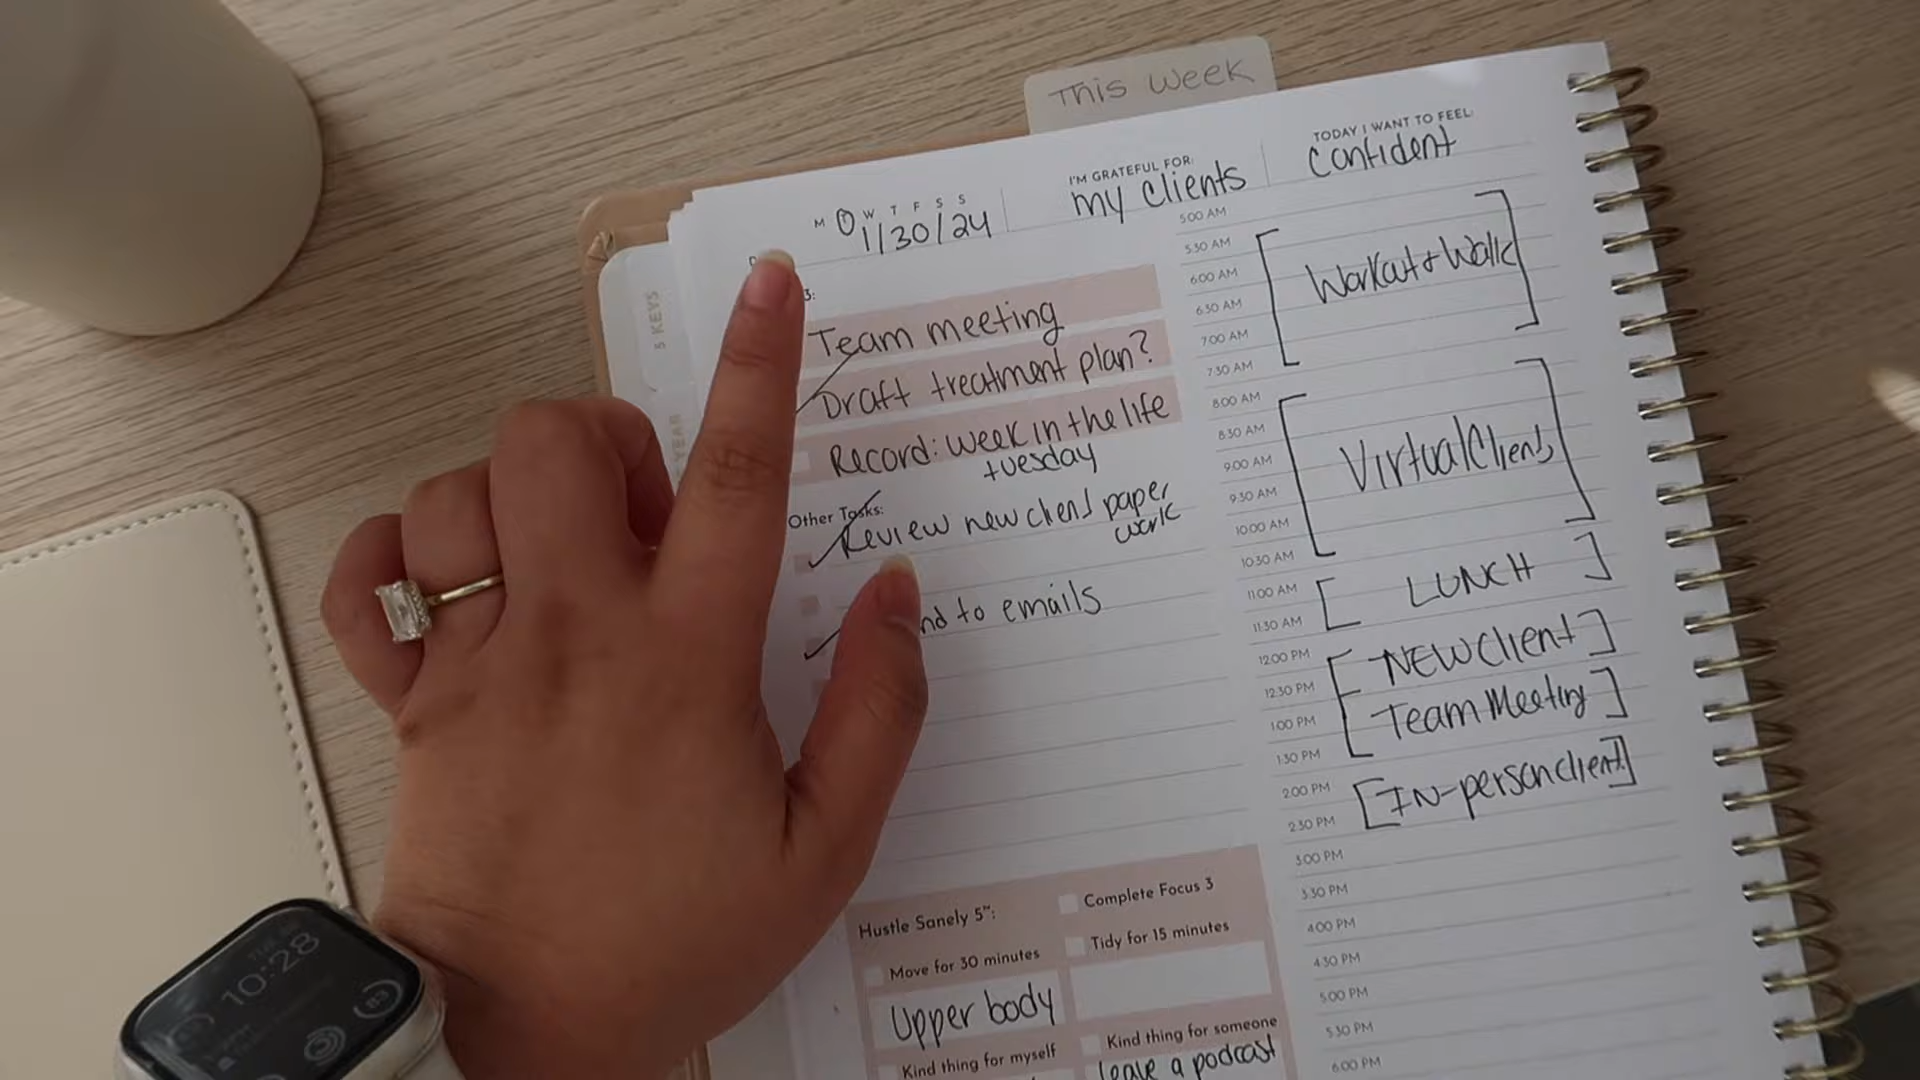 This Week
M T W T F S S
1/30/24
I'M GRATEFUL FOR:
my clients
TODAY I WANT TO FEEL:
confident
3:
Team meeting
Draft treatment plan?
Record: Week in the life
tuesday
Other Tasks:
Review new client paper
work
nd to emails
Hustle Sanely 5™:
Complete Focus 3
Move for 30 minutes
Tidy for 15 minutes
Upper body
Kind thing for myself
Kind thing for someone
leave a podcast
5:00 AM
5:30 AM
6:00 AM
Workout & Walk
6:30 AM
7:00 AM
7:30 AM
8:00 AM
8:30 AM
9:00 AM
Virtual Clients
9:30 AM
10:00 AM
10:30 AM
11:00 AM
LUNCH
11:30 AM
12:00 PM
NEW Client
12:30 PM
1:00 PM
Team Meeting
1:30 PM
2:00 PM
IN-person client
2:30 PM
3:00 PM
3:30 PM
4:00 PM
4:30 PM
5:00 PM
5:30 PM
6:00 PM
5 KEYS
YEAR
10:28